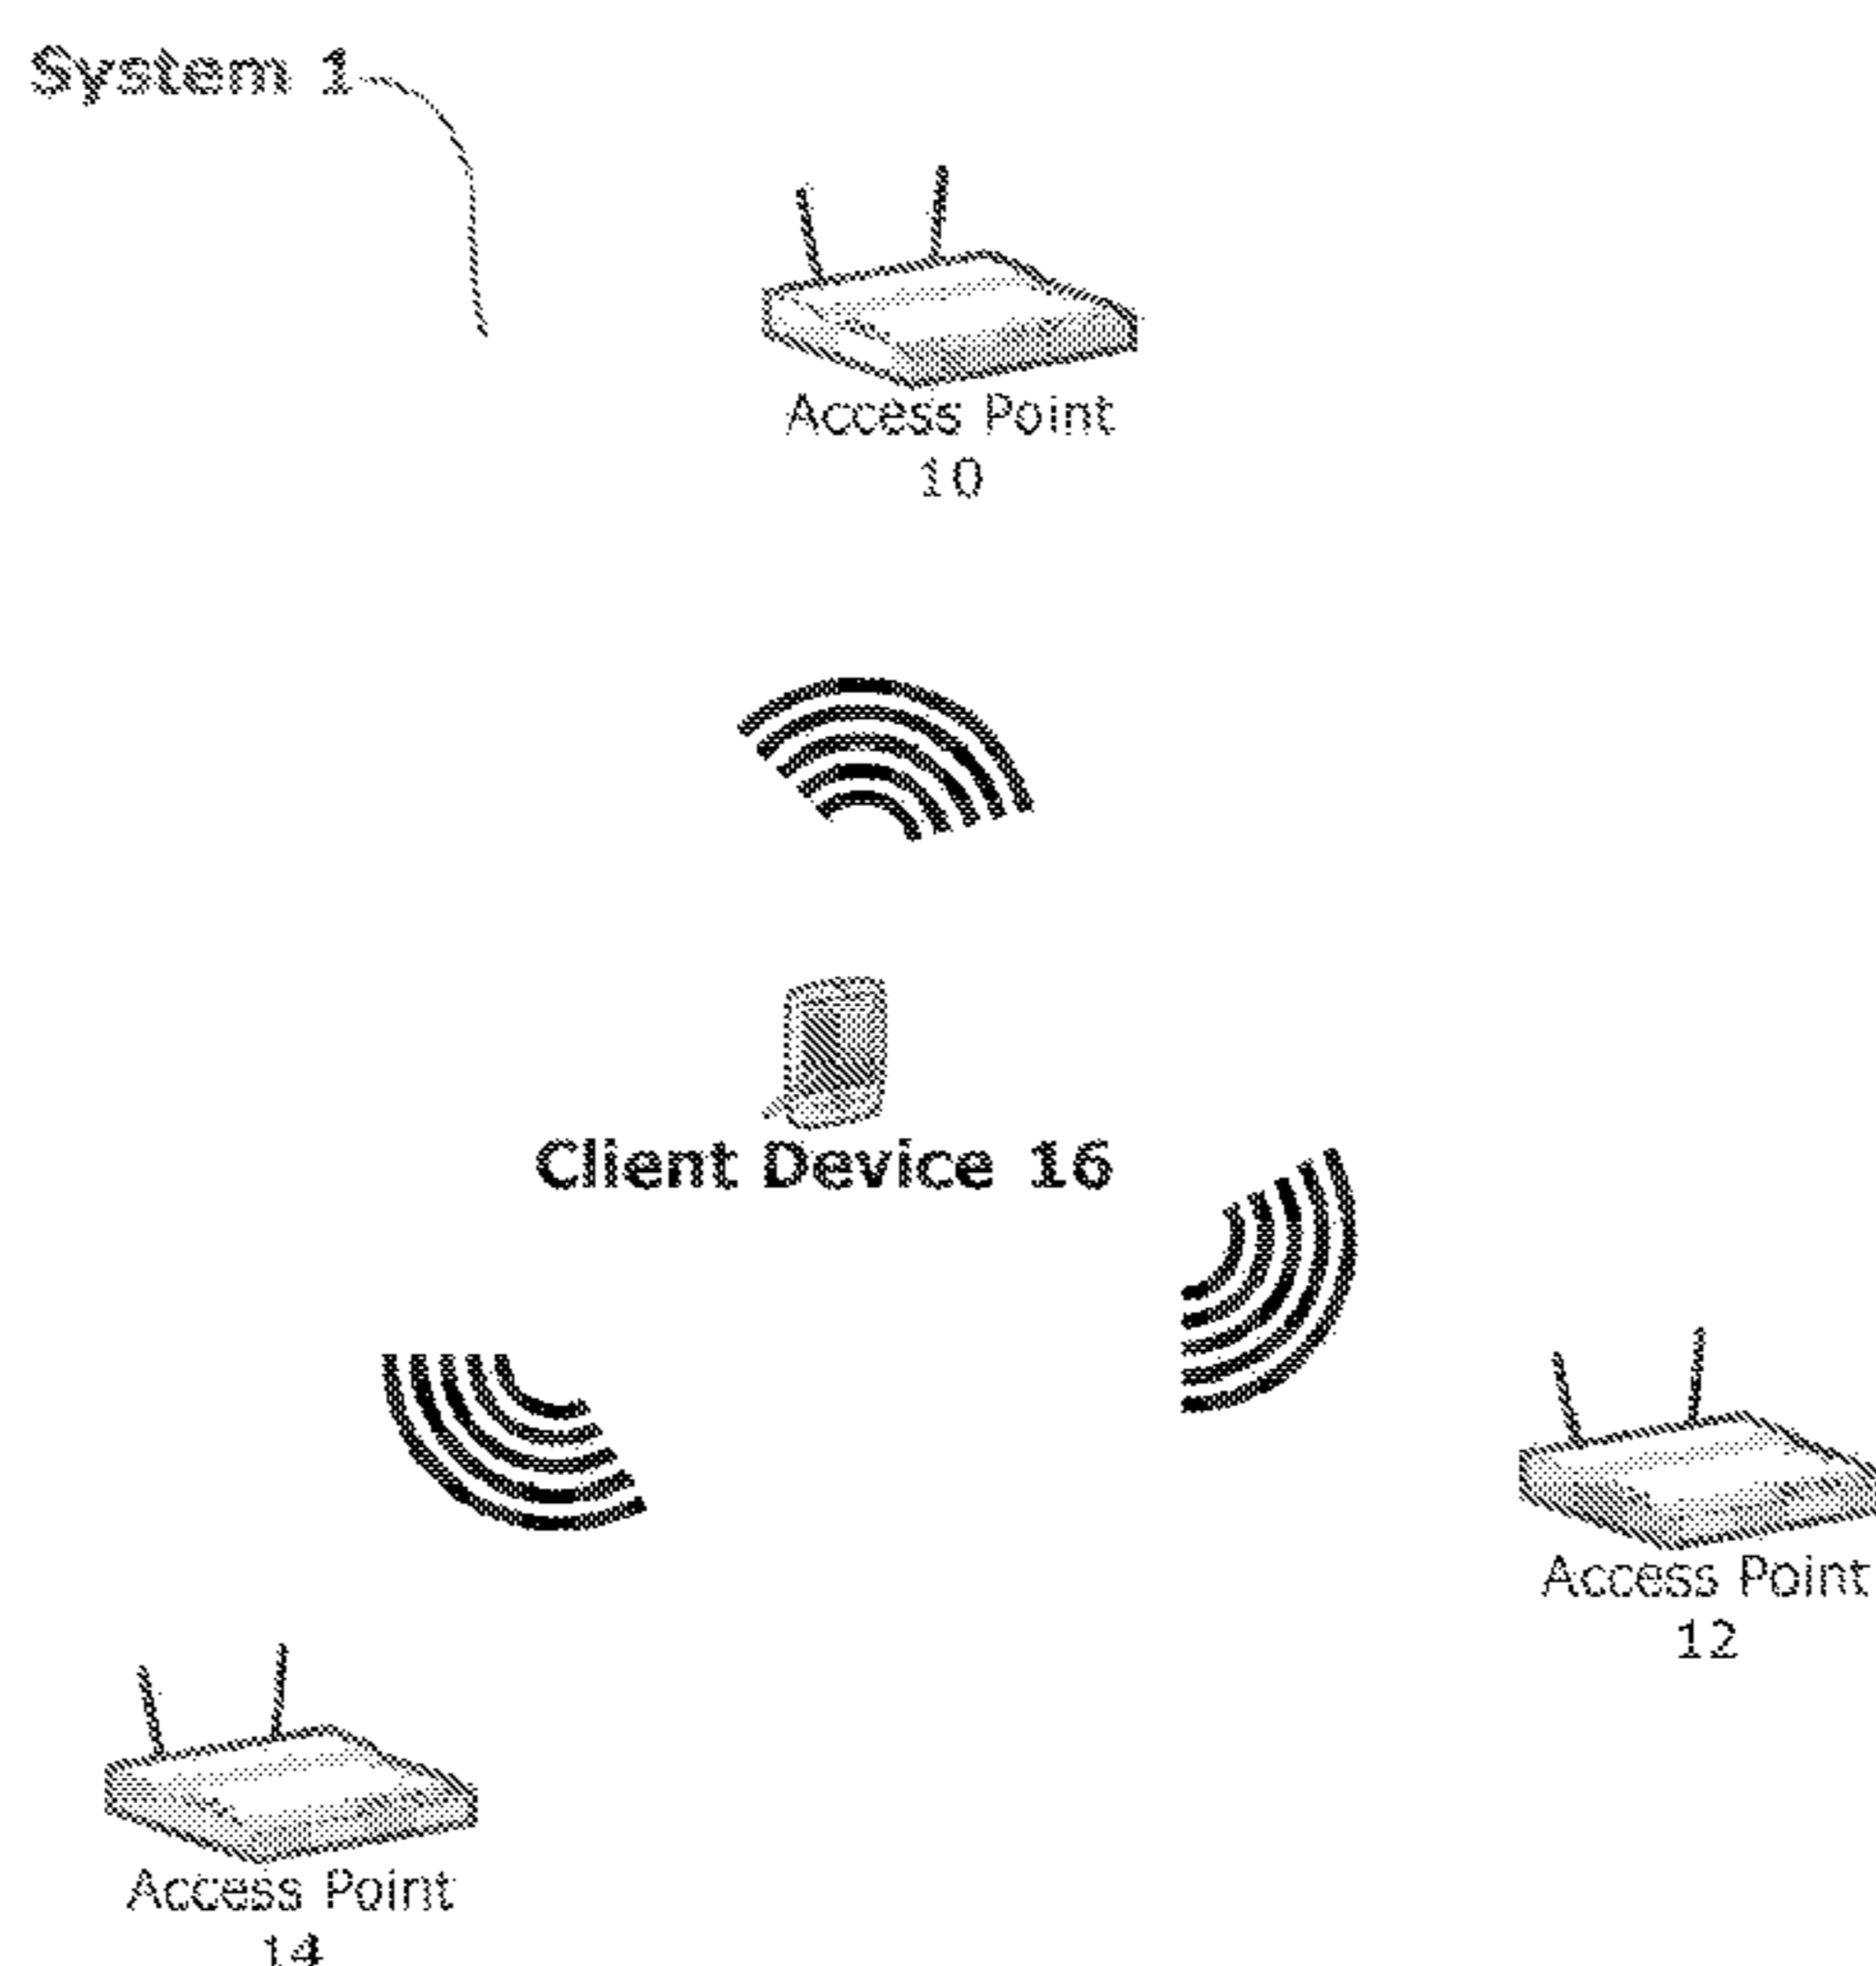 System 1
Access Point
10
Client Device 16
Access Point
12
Access Point
14